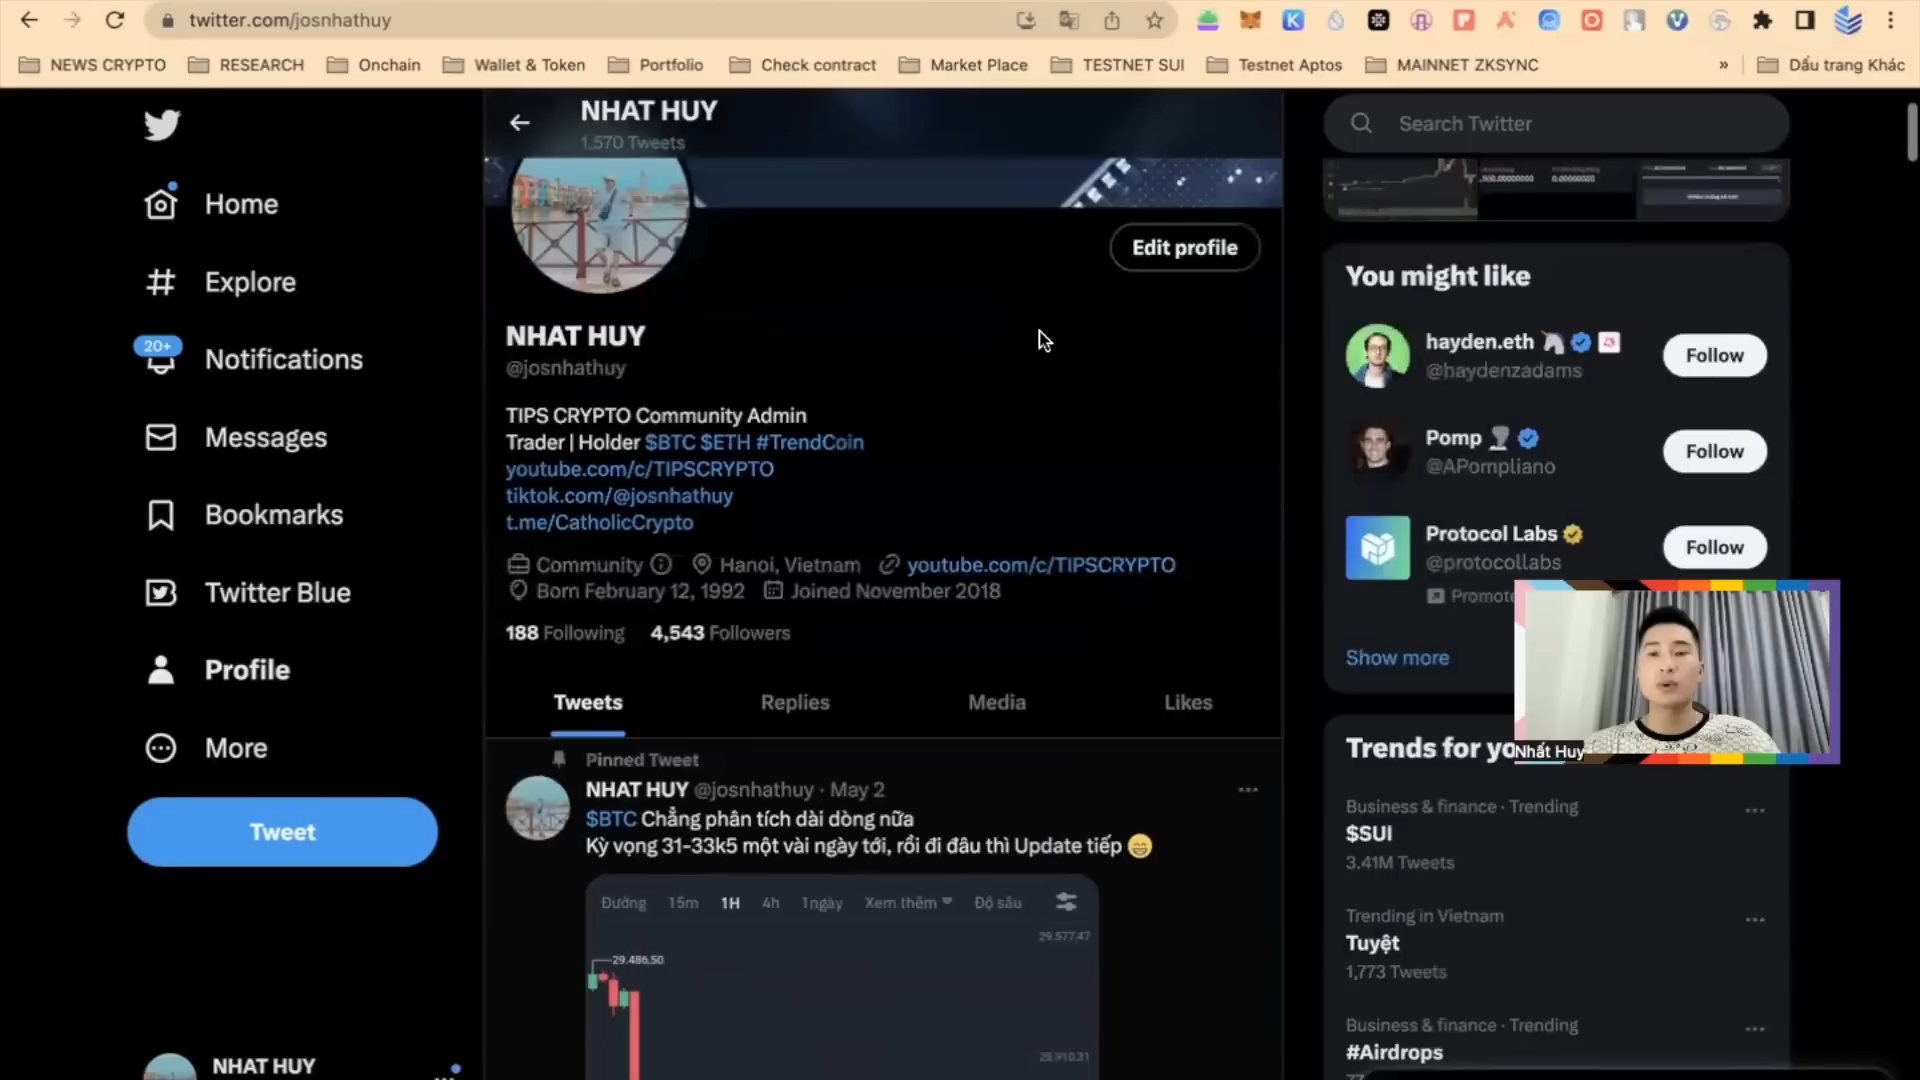 twitter.com/josnhathuy
NEWS CRYPTO
RESEARCH
Onchain
Wallet & Token
Portfolio
Check contract
Market Place
TESTNET SUI
Testnet Aptos
MAINNET ZKSYNC
»
Dấu trang Khác
Home
Explore
20+
Notifications
Messages
Bookmarks
Twitter Blue
Profile
More
Tweet
NHAT HUY
NHAT HUY
1,570 Tweets
Edit profile
NHAT HUY
@josnhathuy
TIPS CRYPTO Community Admin
Trader | Holder $BTC $ETH #TrendCoin
youtube.com/c/TIPSCRYPTO
tiktok.com/@josnhathuy
t.me/CatholicCrypto
Community Hanoi, Vietnam youtube.com/c/TIPSCRYPTO
Born February 12, 1992 Joined November 2018
188 Following 4,543 Followers
Tweets Replies Media Likes
Pinned Tweet
NHAT HUY @josnhathuy · May 2
$BTC Chẳng phân tích dài dòng nữa
Kỳ vọng 31-33k5 một vài ngày tới, rồi đi đâu thì Update tiếp
Đường 15m 1H 4h 1ngày Xem thêm Độ sâu
29.577,47
29.486,50
28.910,31
Search Twitter
0.00000000
You might like
hayden.eth
@haydenzadams
Follow
Pomp
@APompliano
Follow
Protocol Labs
@protocollabs
Follow
Show more
Nhất Huy
Trends for
Business & finance · Trending
$SUI
3.41M Tweets
Trending in Vietnam
Tuyệt
1,773 Tweets
Business & finance · Trending
#Airdrops